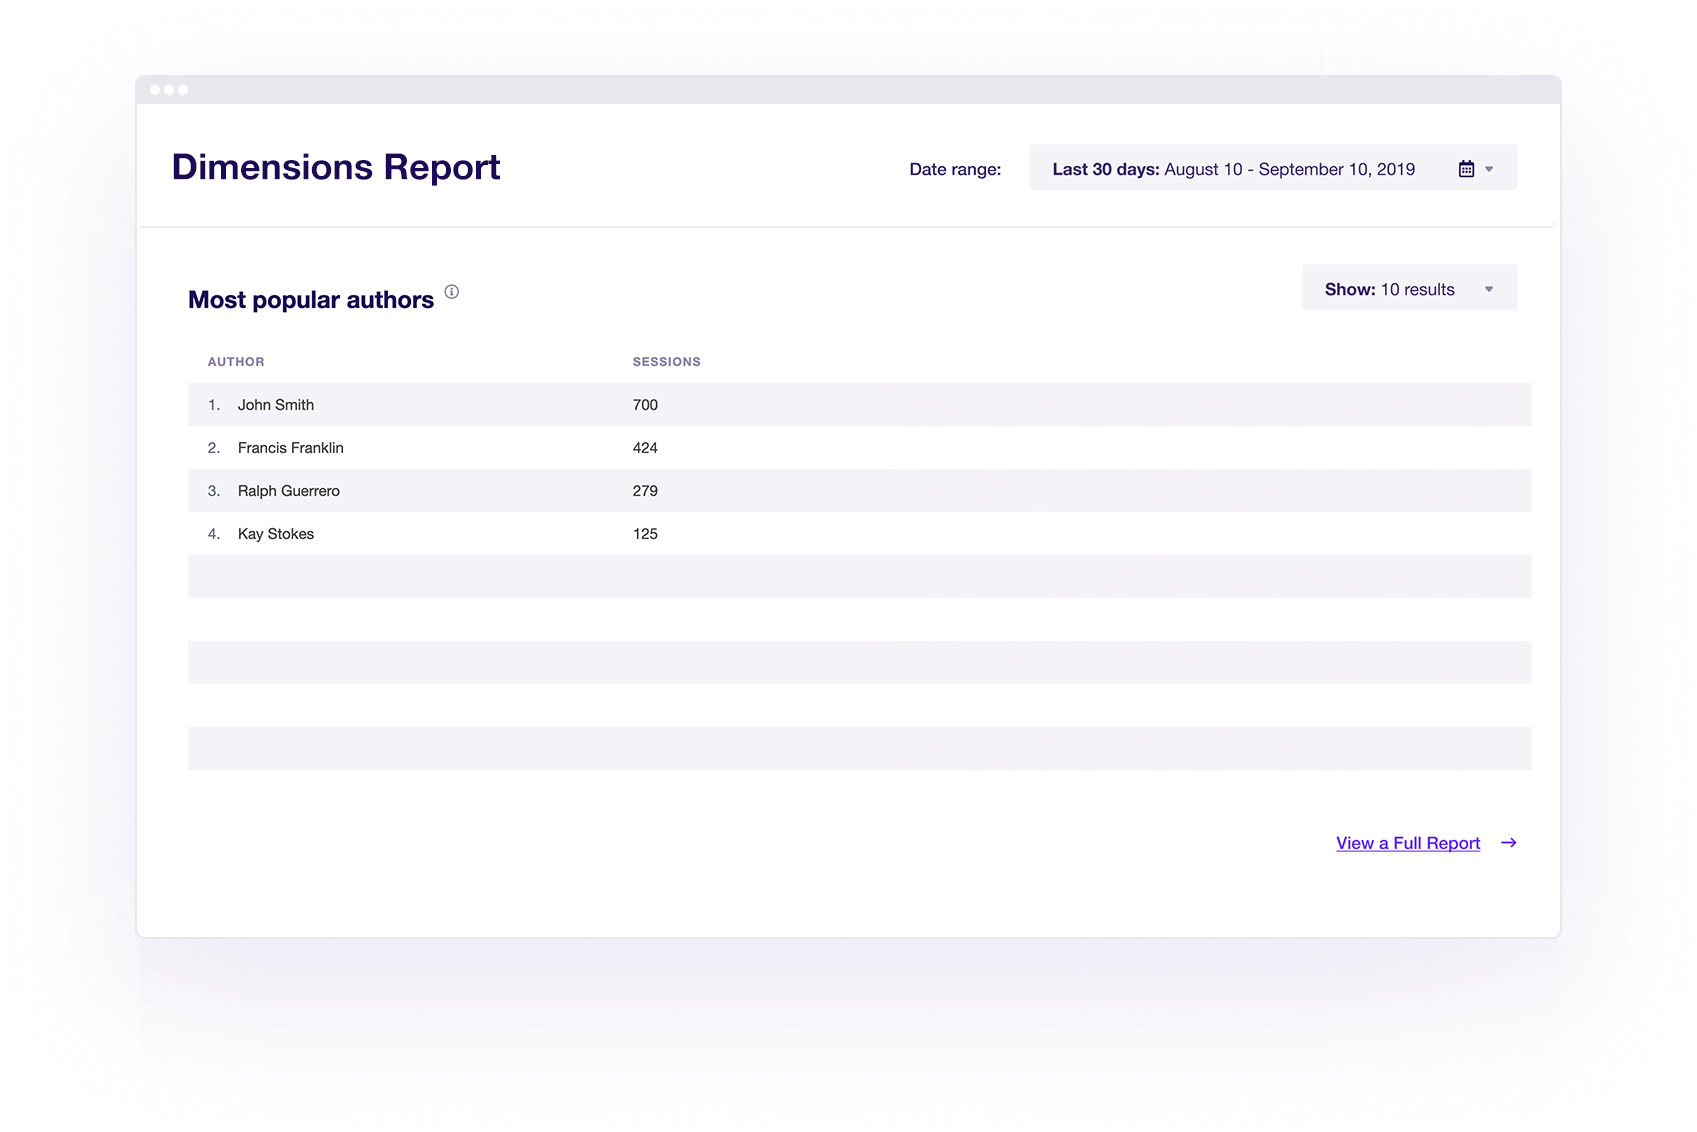 Dimensions Report
Date range:
Last 30 days: August 10 - September 10, 2019
Most popular authors
Show: 10 results
AUTHOR SESSIONS
1. John Smith 700
2. Francis Franklin 424
3. Ralph Guerrero 279
4. Kay Stokes 125
View a Full Report